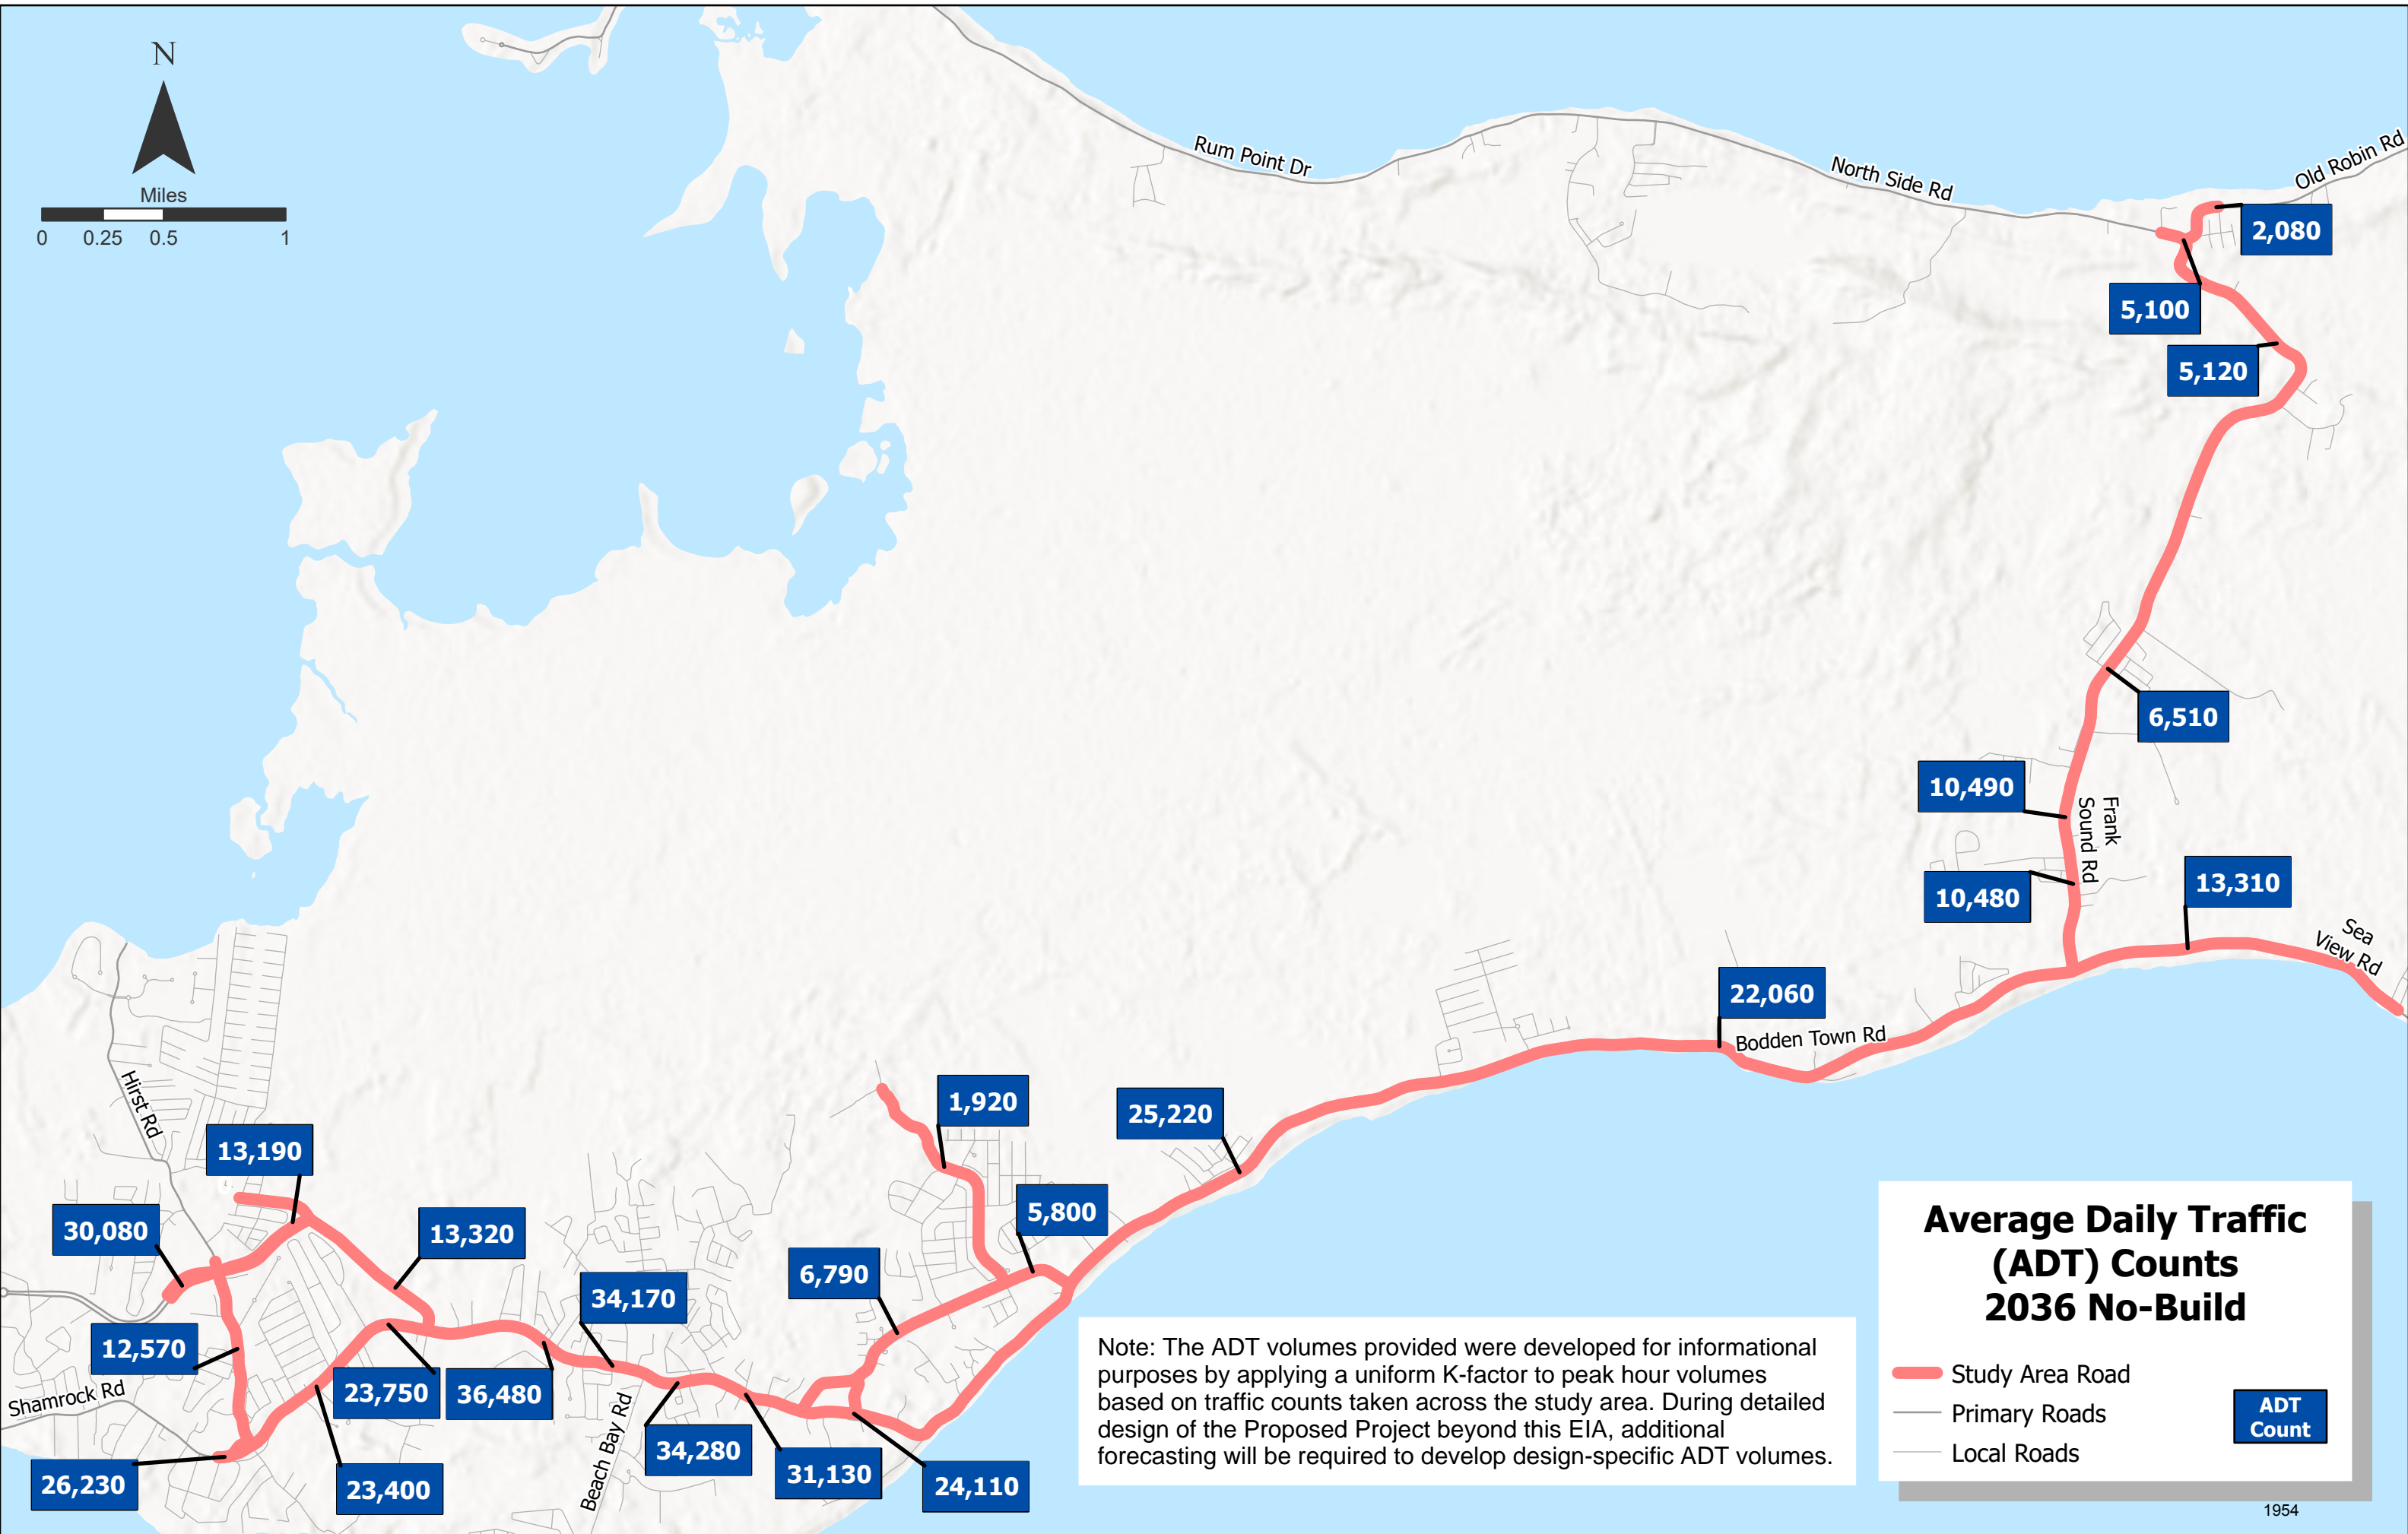 N
Miles
0 0.25 0.5 1
Rum Point Dr
North Side Rd
Old Robin Rd
2,080
5,100
5,120
6,510
10,490
Frank
Sound Rd
10,480
13,310
Sea
View Rd
22,060
Bodden Town Rd
Hirst Rd
1,920
25,220
13,190
30,080
13,320
5,800
6,790
34,170
12,570
Shamrock Rd
23,750
36,480
Beach Bay Rd
34,280
31,130
24,110
26,230
23,400
Note: The ADT volumes provided were developed for informational
purposes by applying a uniform K-factor to peak hour volumes
based on traffic counts taken across the study area. During detailed
design of the Proposed Project beyond this EIA, additional
forecasting will be required to develop design-specific ADT volumes.
Average Daily Traffic
(ADT) Counts
2036 No-Build
Study Area Road
Primary Roads
Local Roads
ADT
Count
1954